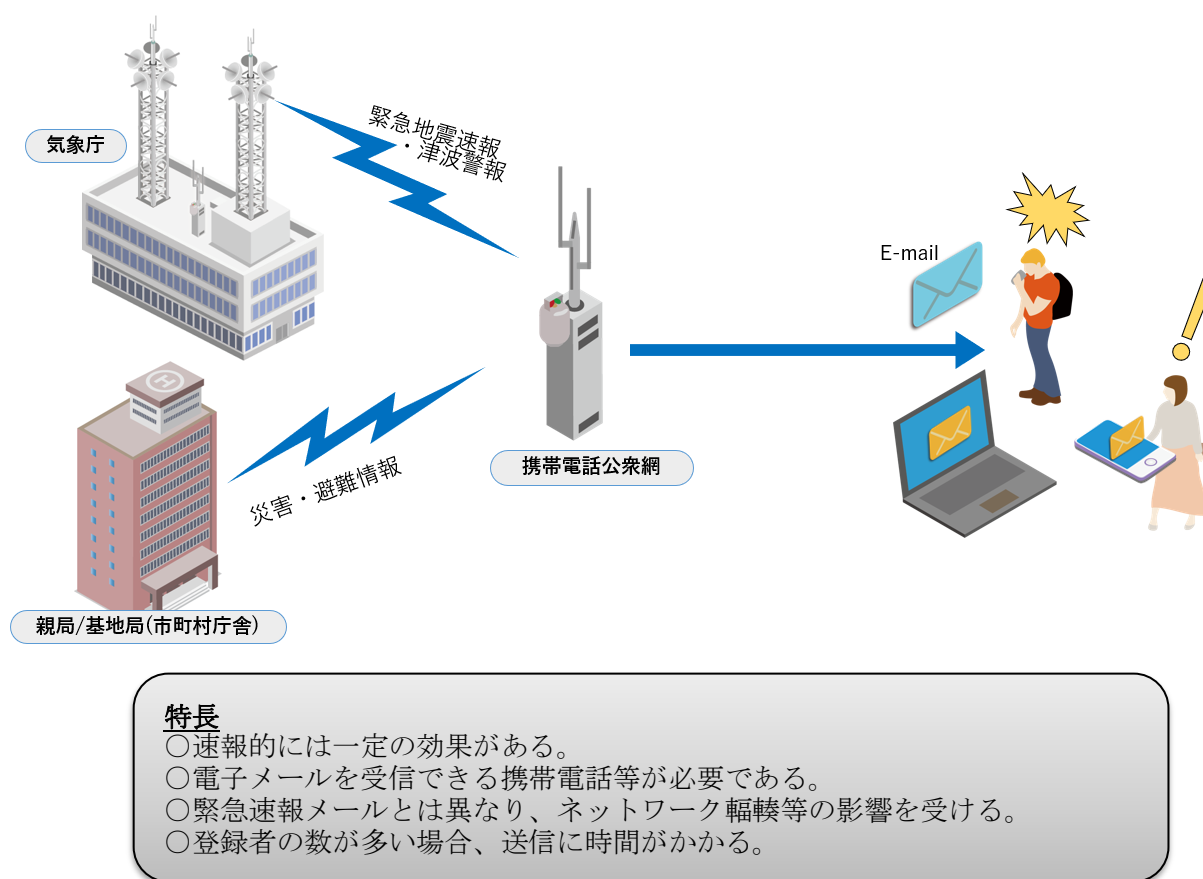 気象庁
緊急地震速報
・津波警報
E-mail
災害・避難情報
携帯電話公衆網
親局/基地局(市町村庁舎)
特長
○速報的には一定の効果がある。
○電子メールを受信できる携帯電話等が必要である。
○緊急速報メールとは異なり、ネットワーク輻輳等の影響を受ける。
○登録者の数が多い場合、送信に時間がかかる。